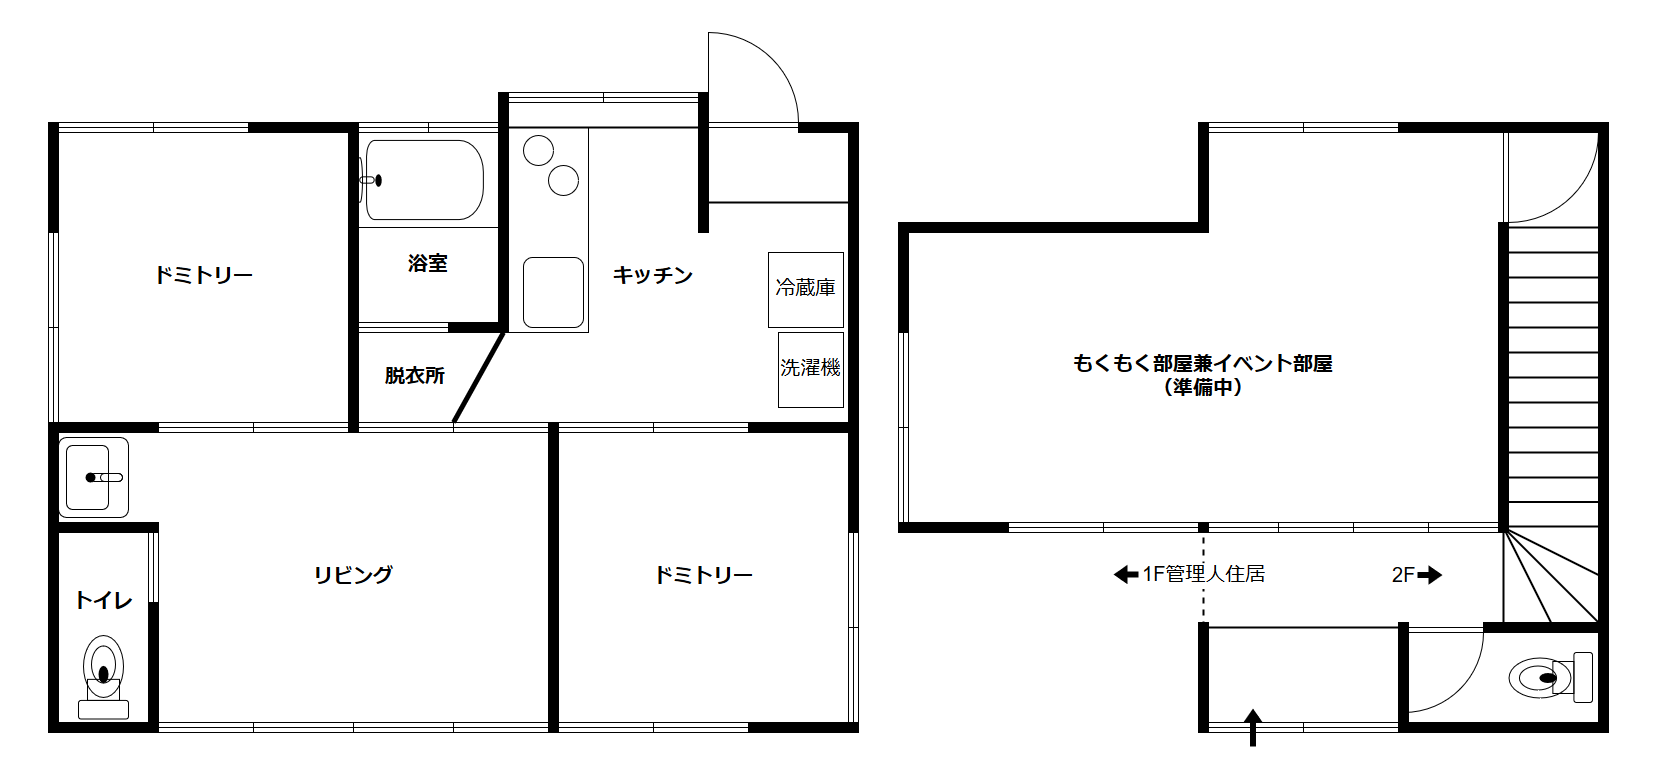 ドミトリー
浴室
キッチン
冷蔵庫
洗濯機
脱衣所
リビング
ドミトリー
トイレ
もくもく部屋兼イベント部屋
（準備中）
1F管理人住居
2F